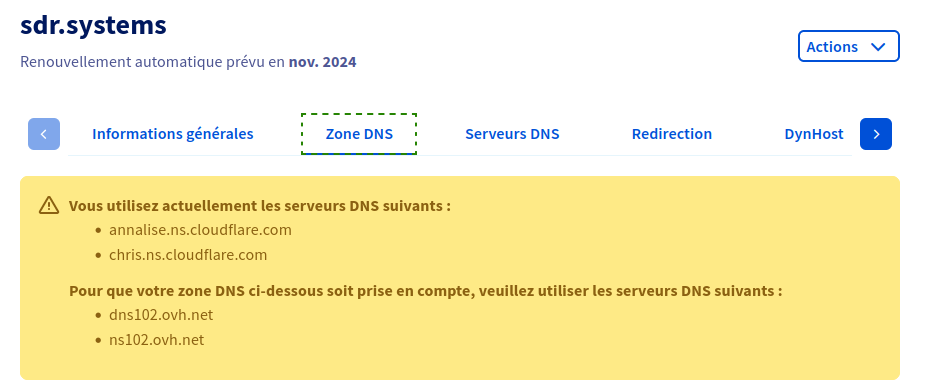 sdr.systems
Renouvellement automatique prévu en nov. 2024
Actions
Informations générales
Zone DNS
Serveurs DNS
Redirection
DynHost
Vous utilisez actuellement les serveurs DNS suivants :
• annalise.ns.cloudflare.com
• chris.ns.cloudflare.com
Pour que votre zone DNS ci-dessous soit prise en compte, veuillez utiliser les serveurs DNS suivants :
• dns102.ovh.net
• ns102.ovh.net